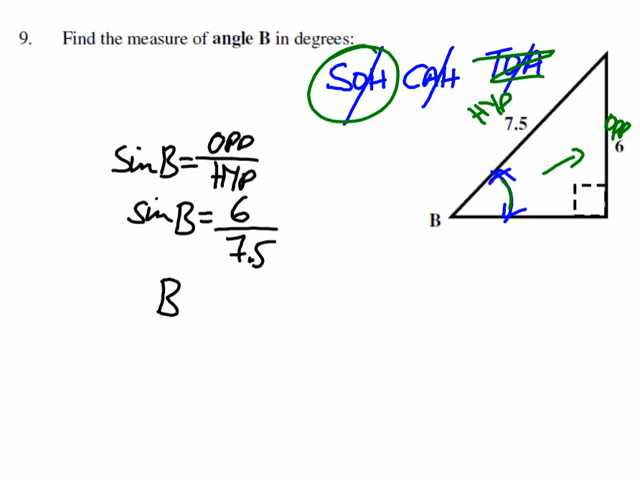 9. Find the measure of angle B in degrees:
SOH CAH TOA
HYP
7.5
OPP
6
B
sin B = OPP
HYP
sin B = 6
7.5
B